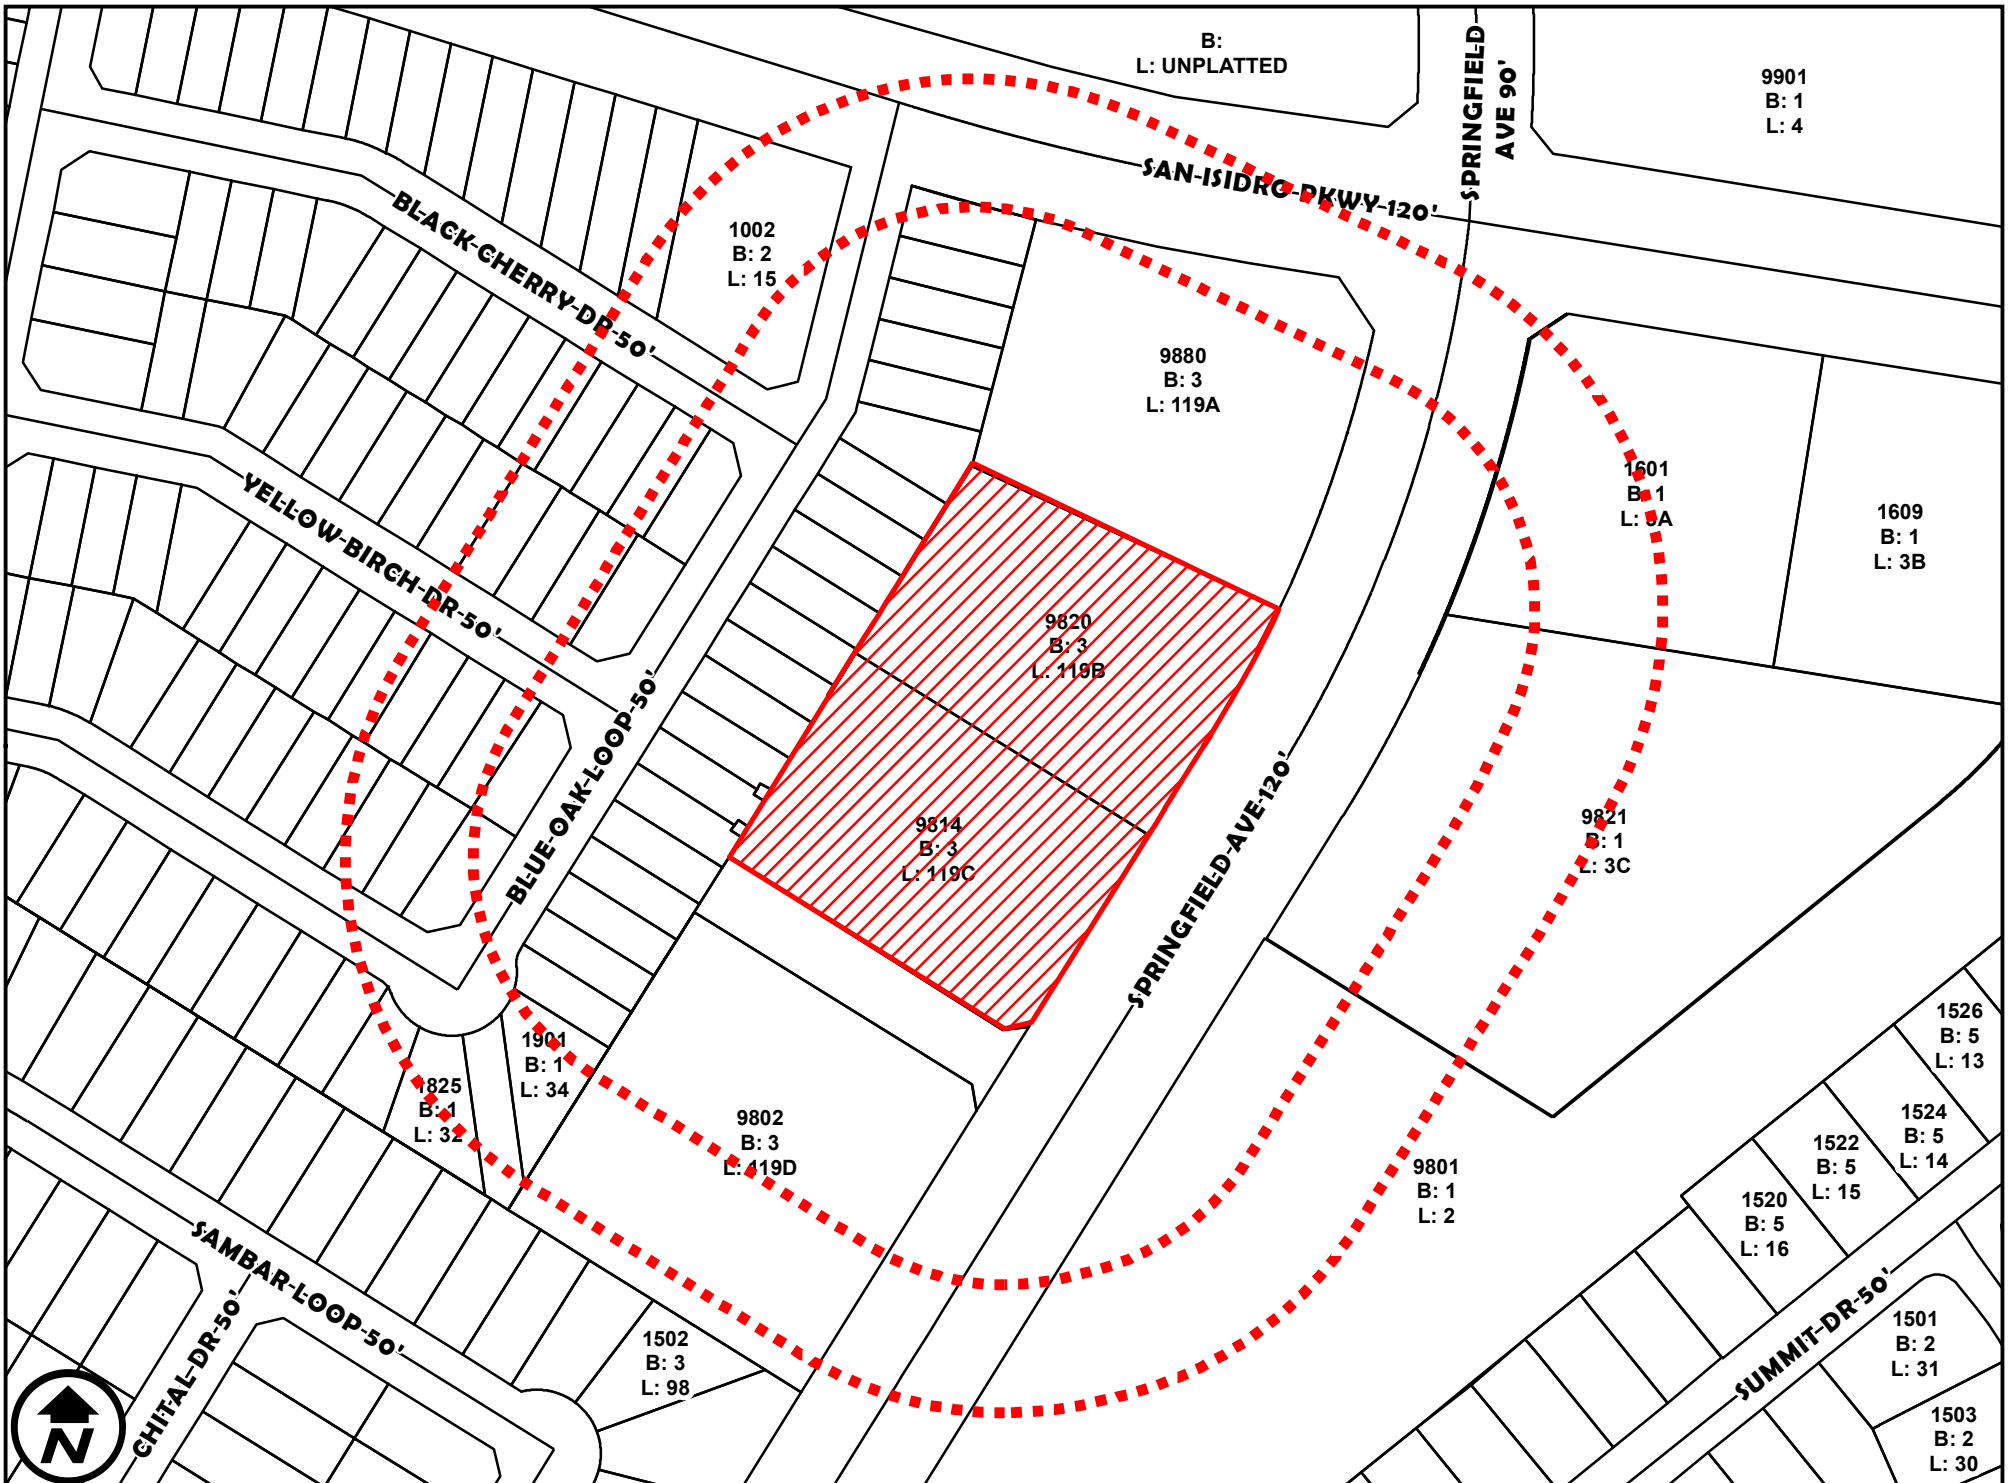 B:
L: UNPLATTED
SPRINGFIELD
AVE 90'
9901
B: 1
L: 4
SAN ISIDRO PKWY 120'
BLACK CHERRY DR 50'
1002
B: 2
L: 15
9880
B: 3
L: 119A
1601
B: 1
L: 3A
1609
B: 1
L: 3B
YELLOW BIRCH DR 50'
9820
B: 3
L: 119B
BLUE OAK LOOP 50'
9814
B: 3
L: 119C
SPRINGFIELD AVE 120'
9821
B: 1
L: 3C
1901
B: 1
L: 34
1825
B: 1
L: 32
9802
B: 3
L: 119D
9801
B: 1
L: 2
1526
B: 5
L: 13
1524
B: 5
L: 14
1522
B: 5
L: 15
1520
B: 5
L: 16
SAMBAR LOOP 50'
CHITAL DR 50'
1502
B: 3
L: 98
SUMMIT DR 50'
1501
B: 2
L: 31
1503
B: 2
L: 30
N